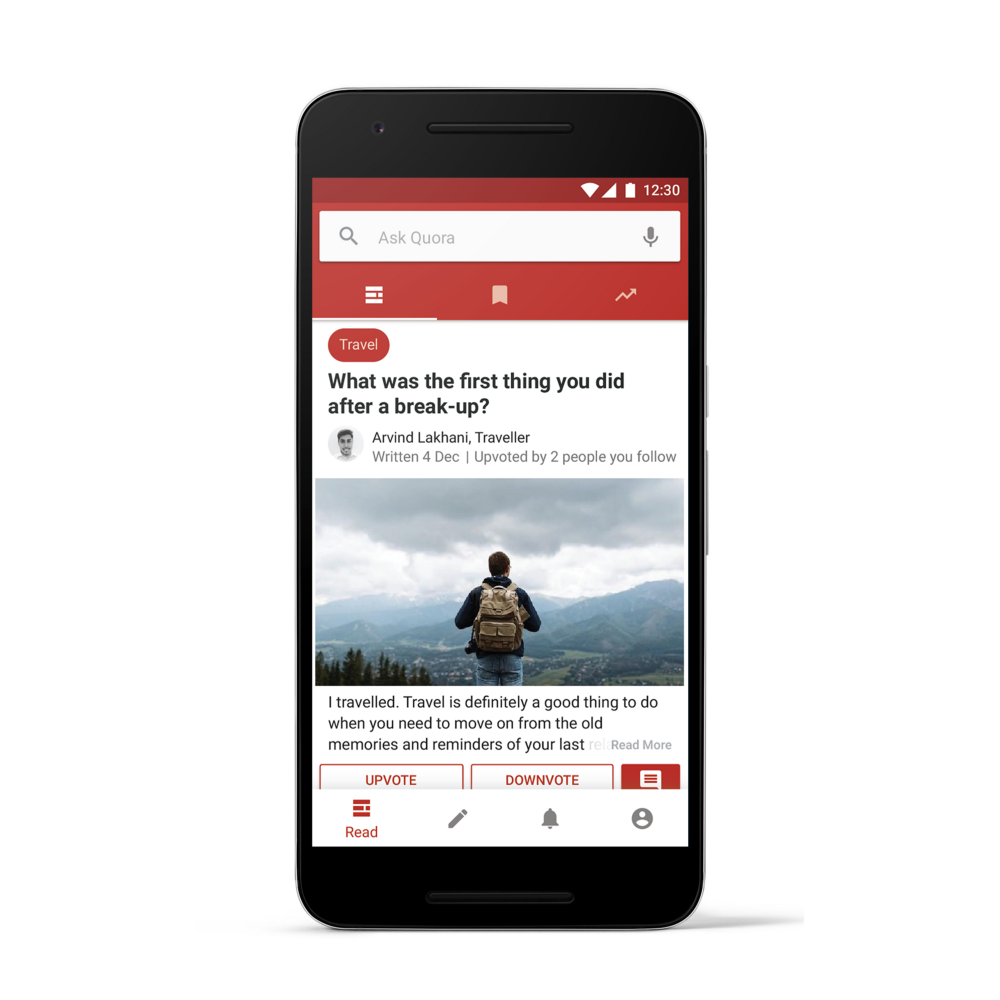 12:30
Ask Quora
Travel
What was the first thing you did
after a break-up?
Arvind Lakhani, Traveller
Written 4 Dec | Upvoted by 2 people you follow
I travelled. Travel is definitely a good thing to do
when you need to move on from the old
memories and reminders of your last
Read More
UPVOTE
DOWNVOTE
Read